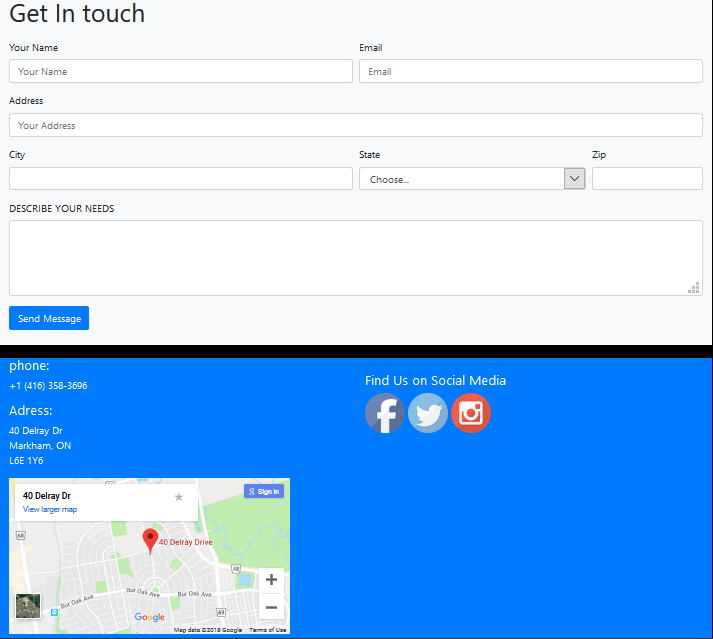 Get In touch
Your Name
Email
Your Name
Email
Address
Your Address
City
State
Zip
Choose...
DESCRIBE YOUR NEEDS
Send Message
phone:
+1 (416) 358-3696
Adress:
40 Delray Dr
Markham, ON
L6E 1Y6
Find Us on Social Media
40 Delray Dr
View larger map
Sign in
68
40 Delray Drive
48
Bur Oak Ave
Bur Oak Ave
69
Google
Map data ©2018 Google
Terms of Use